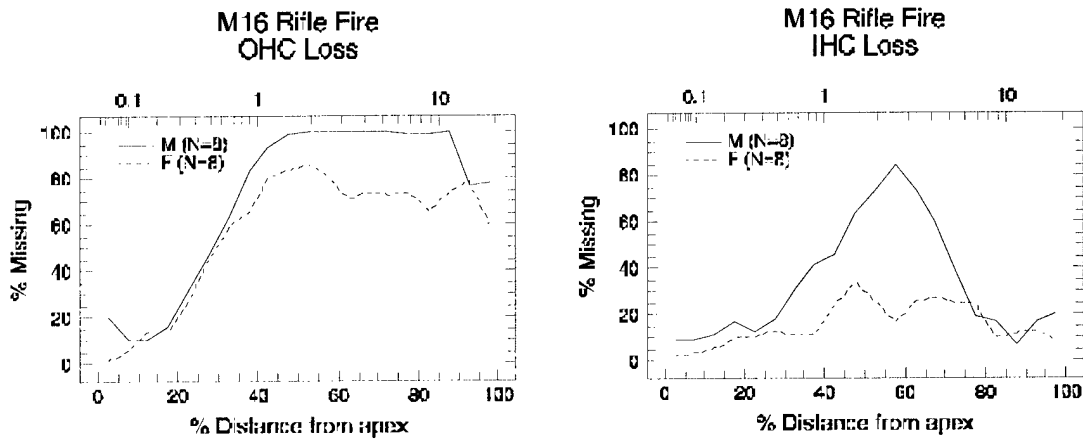 M16 Rifle Fire
OHC Loss
0.1 1 10
100
80
60
40
20
0
% Missing
M (N=8)
F (N=8)
0 20 40 60 80 100
% Distance from apex
M16 Rifle Fire
IHC Loss
0.1 1 10
100
80
60
40
20
0
% Missing
M (N=8)
F (N=8)
0 20 40 60 80 100
% Distance from apex